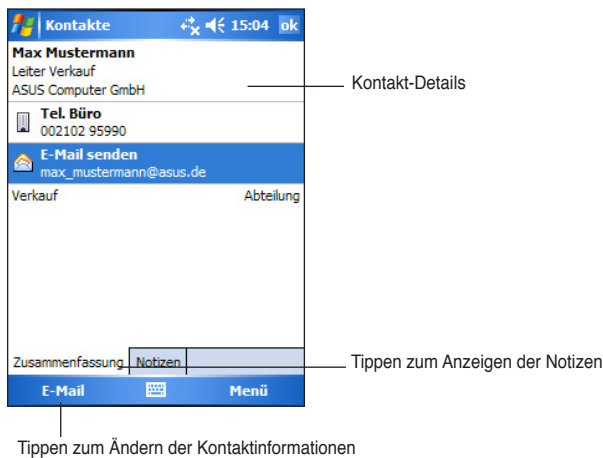 Kontakte 15:04 ok
Max Mustermann
Leiter Verkauf
ASUS Computer GmbH
Kontakt-Details
Tel. Büro
002102 95990
E-Mail senden
max_mustermann@asus.de
Verkauf Abteilung
Zusammenfassung Notizen
Tippen zum Anzeigen der Notizen
E-Mail Menü
Tippen zum Ändern der Kontaktinformationen